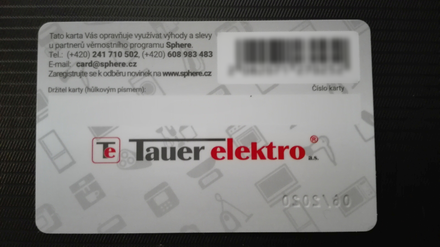 Tato karta Vás opravňuje využívat výhody a slevy
u partnerů věrnostního programu Sphere.
Tel.: (+420) 241 710 502, (+420) 608 983 483
E-mail: card@sphere.cz
Zaregistrujte se k odběru novinek na www.sphere.cz
Držitel karty (hůlkovým písmem):
Číslo karty
Te Tauer elektro® a.s.
06/2020